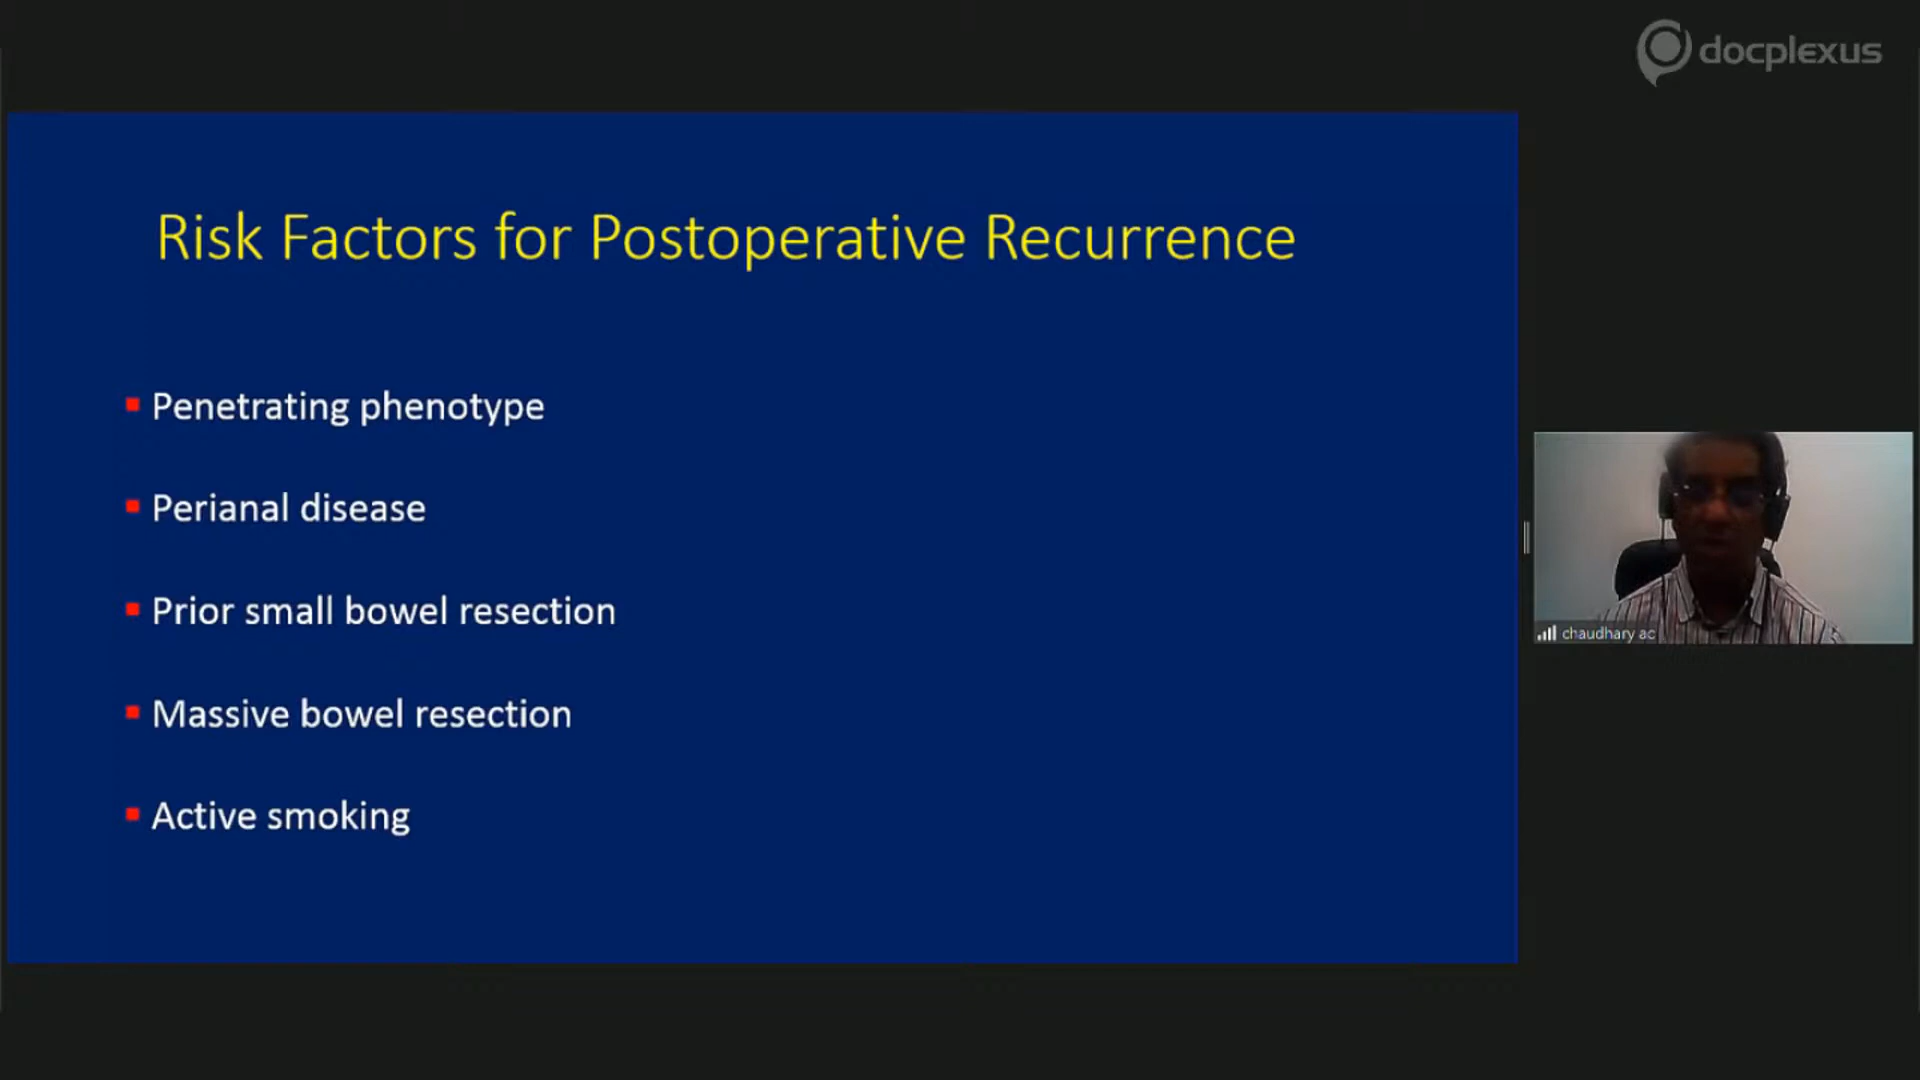 docplexus
Risk Factors for Postoperative Recurrence
Penetrating phenotype
Perianal disease
Prior small bowel resection
Massive bowel resection
Active smoking
chaudhary ac